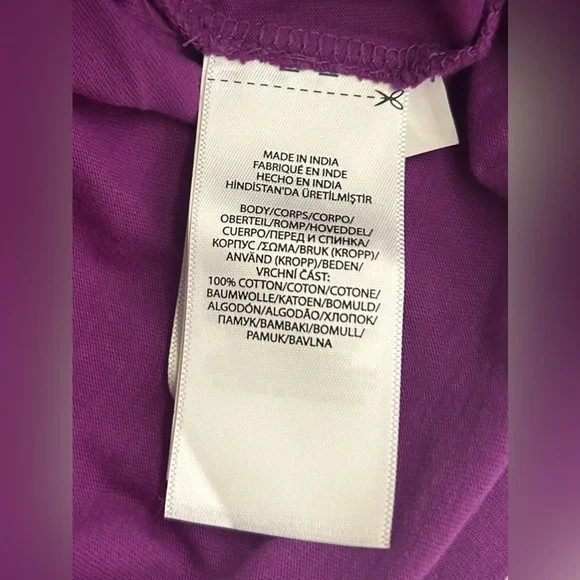 MADE IN INDIA
FABRIQUÉ EN INDE
HECHO EN INDIA
HİNDİSTAN'DA ÜRETİLMİŞTİR
BODY/CORPS/CORPO/
OBERTEIL/ROMP/HOVEDDEL/
CUERPO/ПЕРЕД И СПИНКА/
КОРПУС /ΣΩΜΑ/BRUK (KROPP)/
ANVÄND (KROPP)/BEDEN/
VRCHNÍ ČÁST:
100% COTTON/COTON/COTONE/
BAUMWOLLE/KATOEN/BOMULD/
ALGODÓN/ALGODÃO/ХЛОПОК/
ПАМУК/ΒΑΜΒΑΚΙ/BOMULL/
PAMUK/BAVLNA